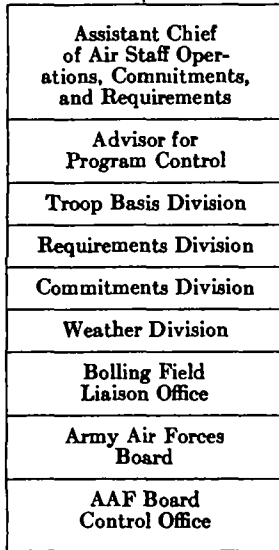 Assistant Chief
of Air Staff Oper-
ations, Commitments,
and Requirements
Advisor for
Program Control
Troop Basis Division
Requirements Division
Commitments Division
Weather Division
Bolling Field
Liaison Office
Army Air Forces
Board
AAF Board
Control Office